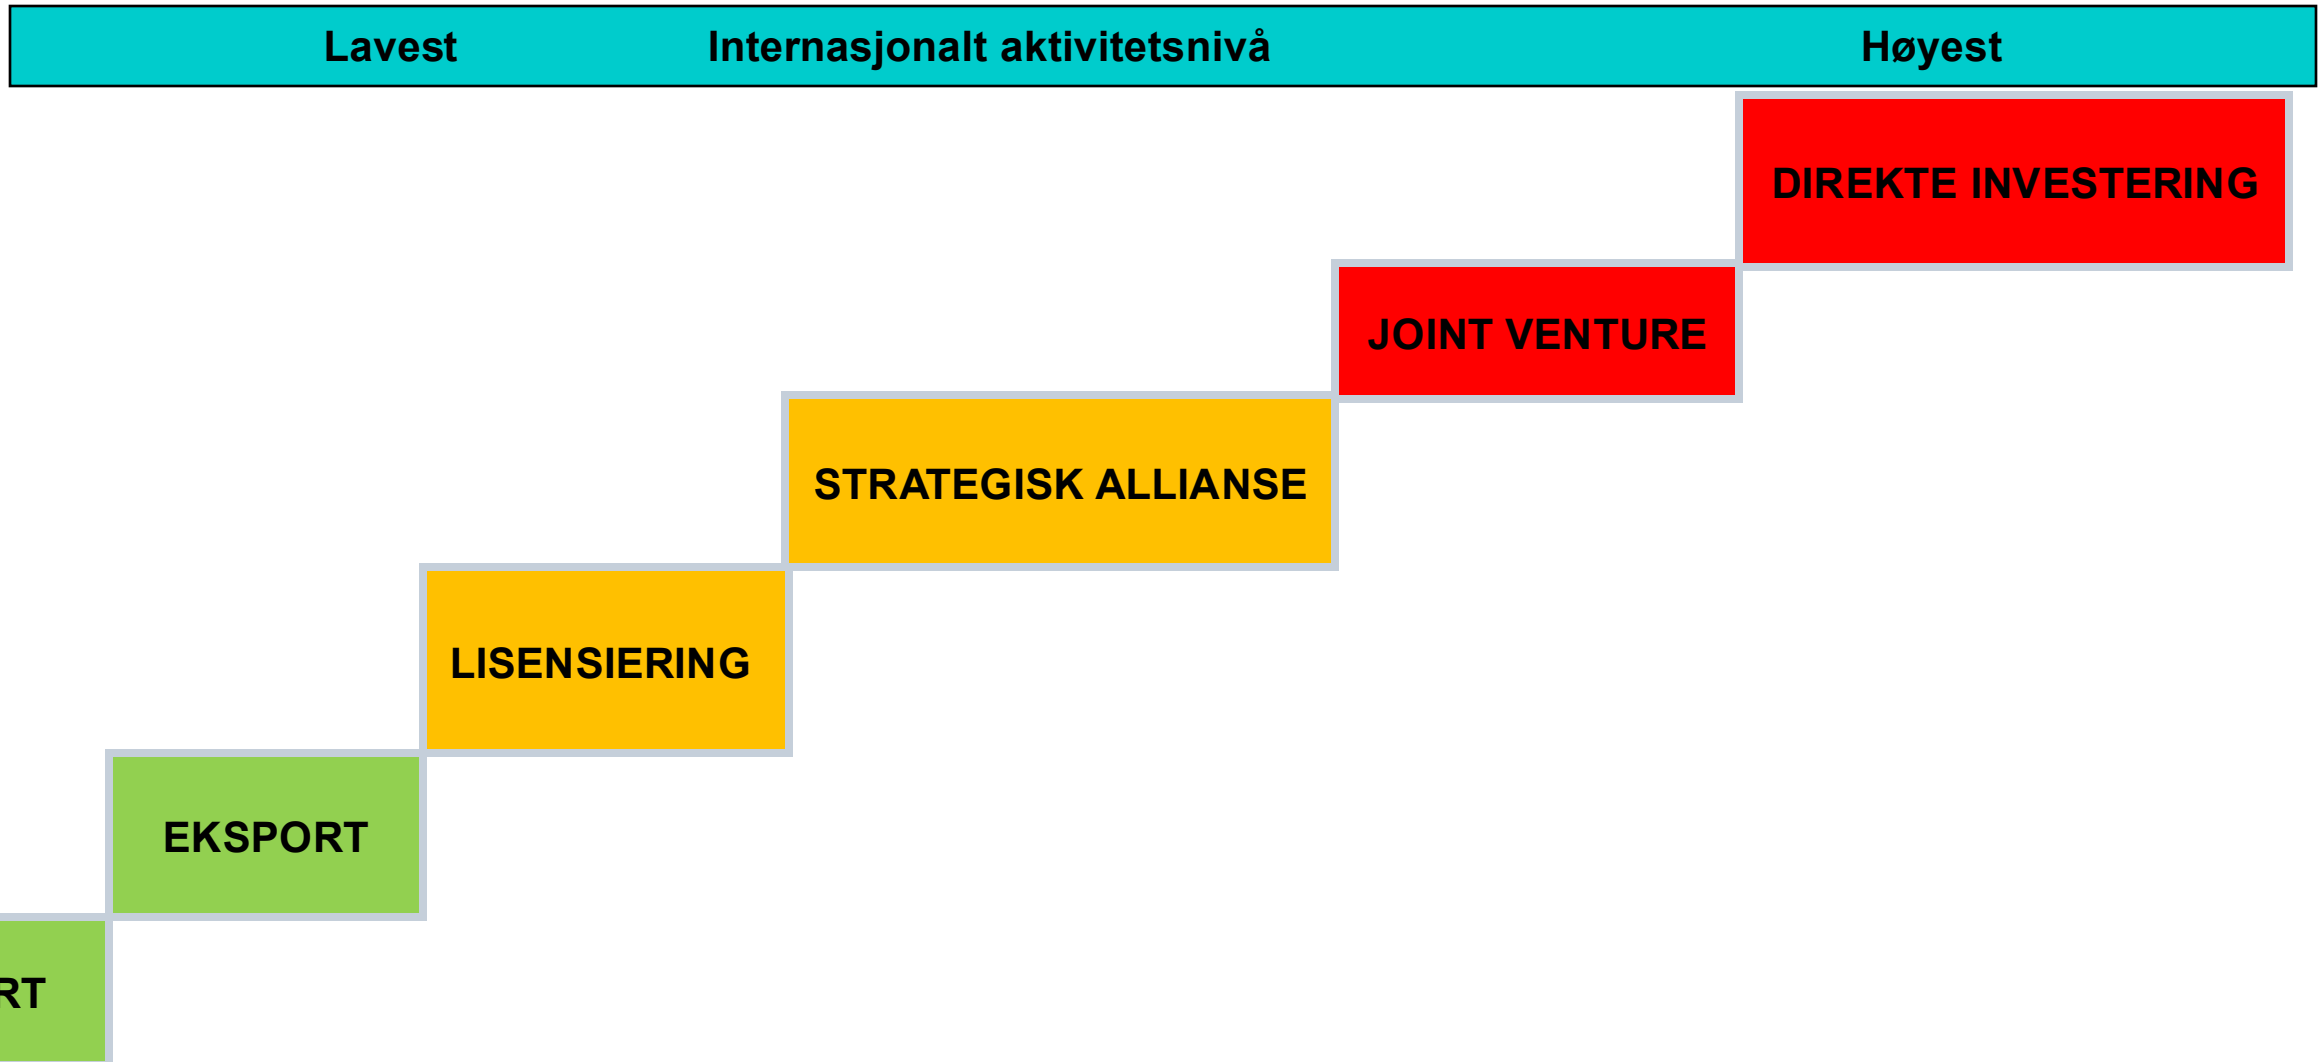 Lavest Internasjonalt aktivitetsnivå Høyest
DIREKTE INVESTERING
JOINT VENTURE
STRATEGISK ALLIANSE
LISENSIERING
EKSPORT